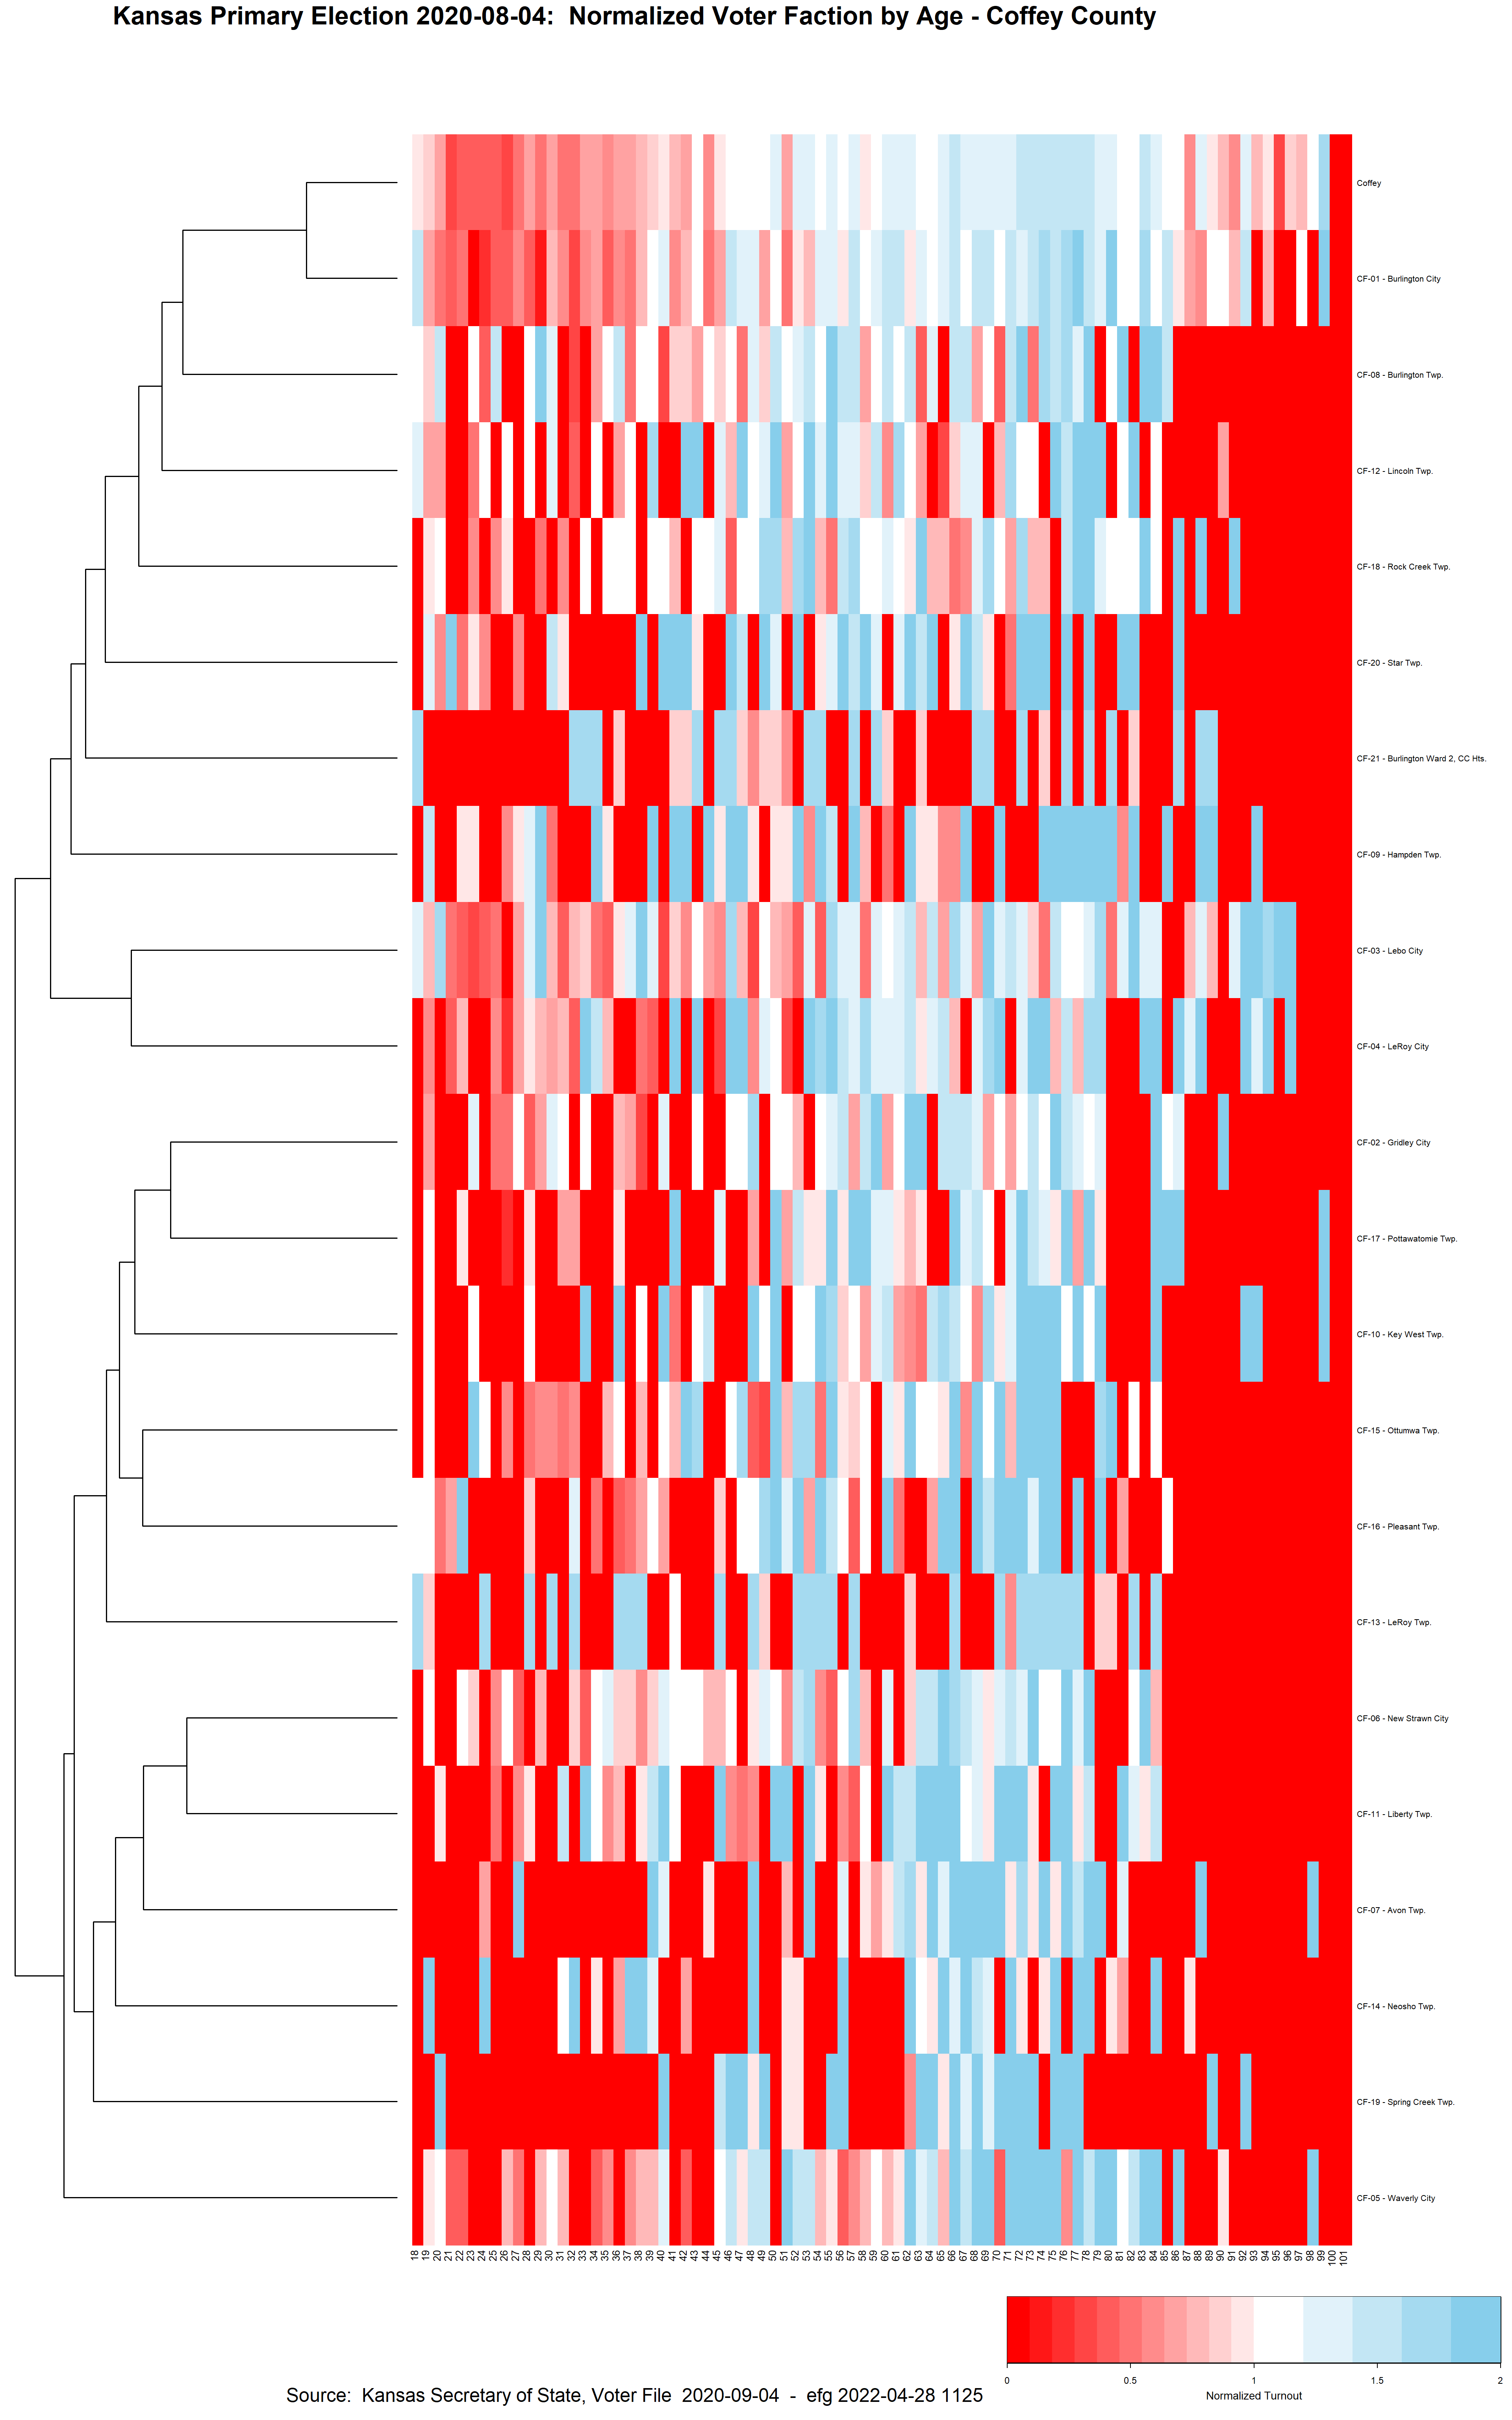 Kansas Primary Election 2020-08-04:  Normalized Voter Faction by Age - Coffey County
Coffey
CF-01 - Burlington City
CF-08 - Burlington Twp.
CF-12 - Lincoln Twp.
CF-18 - Rock Creek Twp.
CF-20 - Star Twp.
CF-21 - Burlington Ward 2, CC Hts.
CF-09 - Hampden Twp.
CF-03 - Lebo City
CF-04 - LeRoy City
CF-02 - Gridley City
CF-17 - Pottawatomie Twp.
CF-10 - Key West Twp.
CF-15 - Ottumwa Twp.
CF-16 - Pleasant Twp.
CF-13 - LeRoy Twp.
CF-06 - New Strawn City
CF-11 - Liberty Twp.
CF-07 - Avon Twp.
CF-14 - Neosho Twp.
CF-19 - Spring Creek Twp.
CF-05 - Waverly City
18 19 20 21 22 23 24 25 26 27 28 29 30 31 32 33 34 35 36 37 38 39 40 41 42 43 44 45 46 47 48 49 50 51 52 53 54 55 56 57 58 59 60 61 62 63 64 65 66 67 68 69 70 71 72 73 74 75 76 77 78 79 80 81 82 83 84 85 86 87 88 89 90 91 92 93 94 95 96 97 98 99 100 101
0 0.5 1 1.5 2
Normalized Turnout
Source:  Kansas Secretary of State, Voter File  2020-09-04  -  efg 2022-04-28 1125